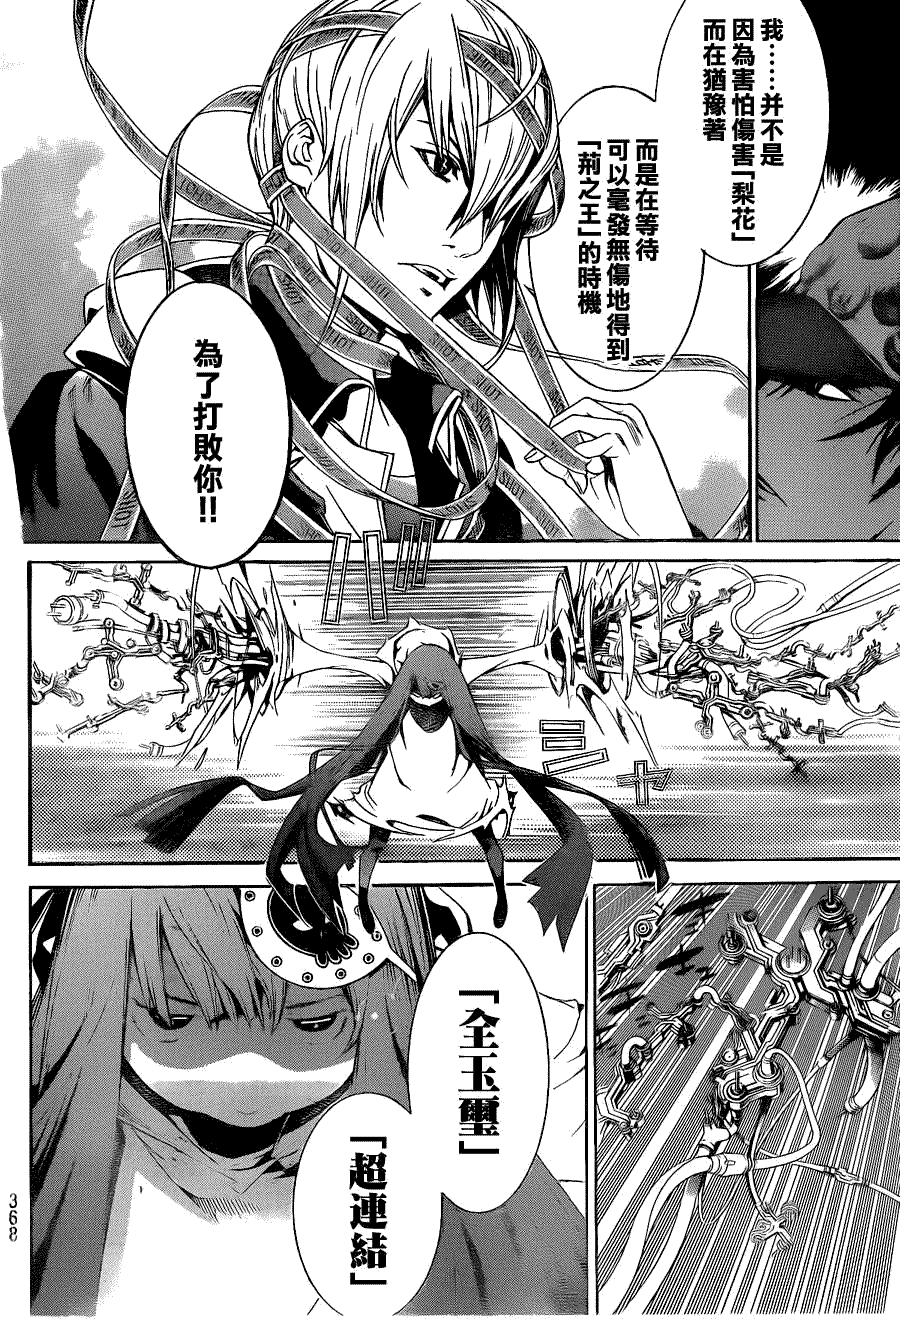 我……并不是
因為害怕傷害「梨花」
而在猶豫著
而是在等待
可以毫發無傷地得到
「荊之王」的時機
為了打敗你!!
ミャ
「全玉璽」
「超連結」
368